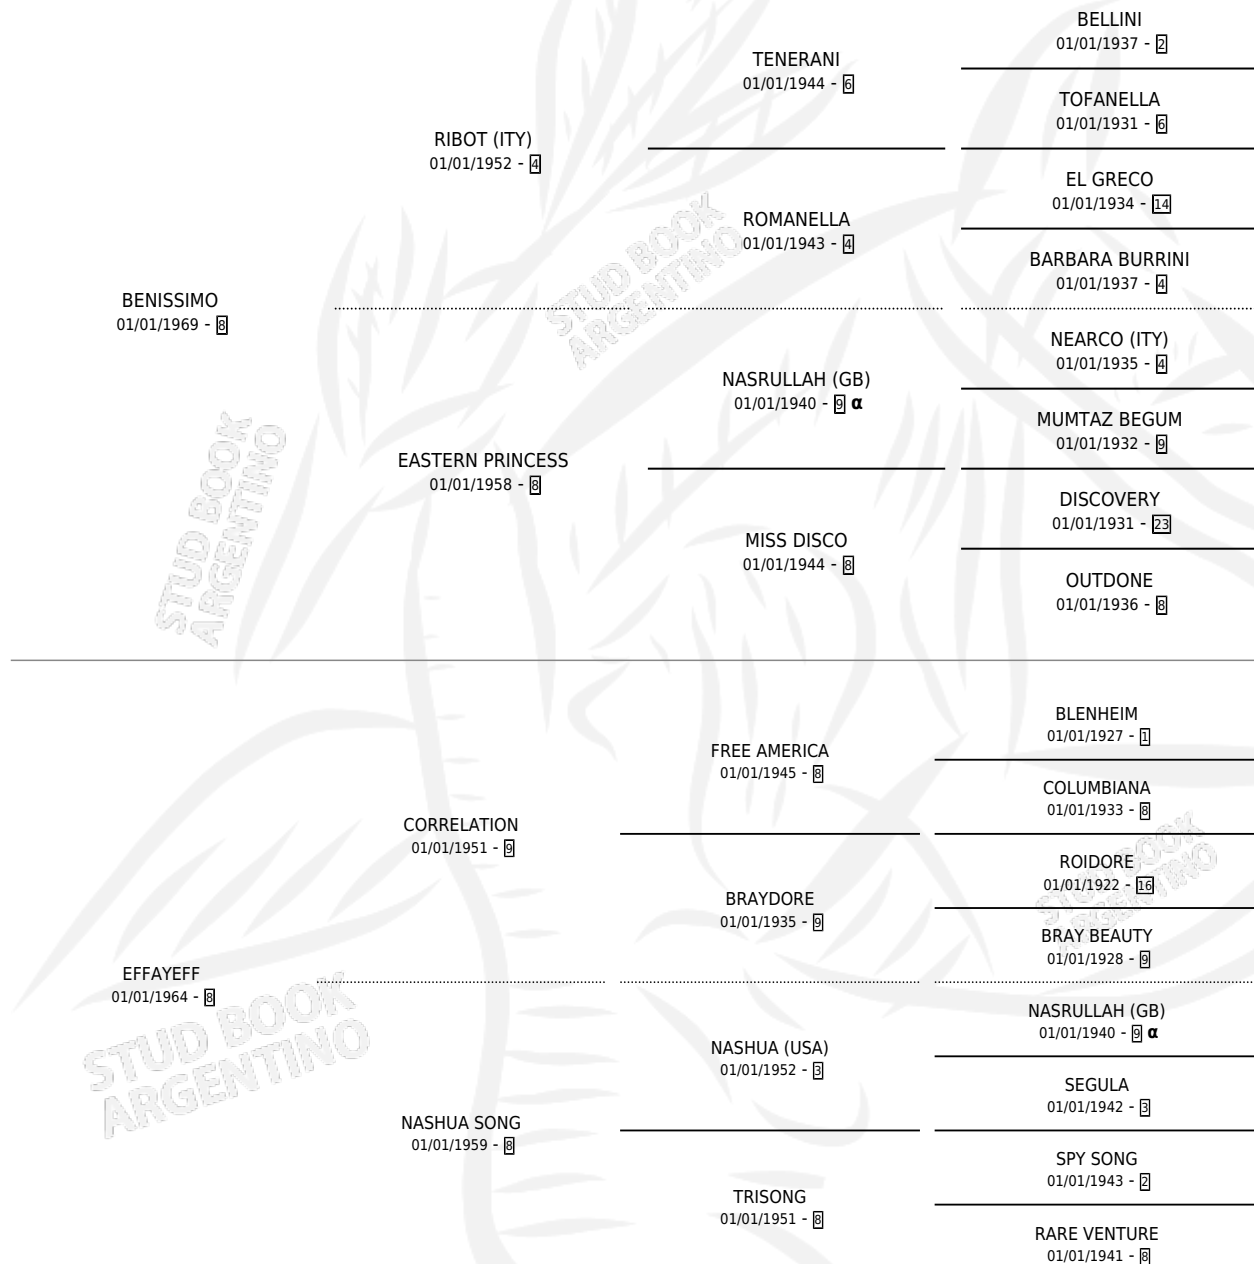 BELLINI
01/01/1937 - 2
TENERANI
01/01/1944 - 6
TOFANELLA
01/01/1931 - 6
RIBOT (ITY)
01/01/1952 - 4
EL GRECO
01/01/1934 - 14
ROMANELLA
01/01/1943 - 4
BARBARA BURRINI
01/01/1937 - 4
BENISSIMO
01/01/1969 - 8
STUD BOOK
ARGENTINO
NEARCO (ITY)
01/01/1935 - 4
NASRULLAH (GB)
01/01/1940 - 9 α
MUMTAZ BEGUM
01/01/1932 - 9
EASTERN PRINCESS
01/01/1958 - 8
DISCOVERY
01/01/1931 - 23
MISS DISCO
01/01/1944 - 8
OUTDONE
01/01/1936 - 8
STUD BOOK
ARGENTINO
BLENHEIM
01/01/1927 - 1
FREE AMERICA
01/01/1945 - 8
COLUMBIANA
01/01/1933 - 8
CORRELATION
01/01/1951 - 9
ROIDORE
01/01/1922 - 16
STUD BOOK
ARGENTINO
BRAYDORE
01/01/1935 - 9
BRAY BEAUTY
01/01/1928 - 9
EFFAYEFF
01/01/1964 - 8
STUD BOOK
ARGENTINO
NASRULLAH (GB)
01/01/1940 - 9 α
NASHUA (USA)
01/01/1952 - 3
SEGULA
01/01/1942 - 3
NASHUA SONG
01/01/1959 - 8
SPY SONG
01/01/1943 - 2
TRISONG
01/01/1951 - 8
RARE VENTURE
01/01/1941 - 8